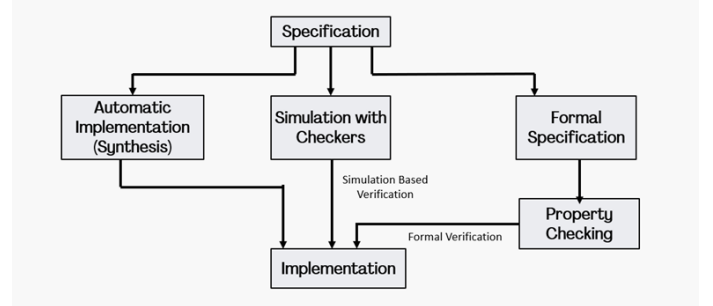 Specification
Automatic
Implementation
(Synthesis)
Simulation with
Checkers
Formal
Specification
Simulation Based
Verification
Property
Checking
Formal Verification
Implementation